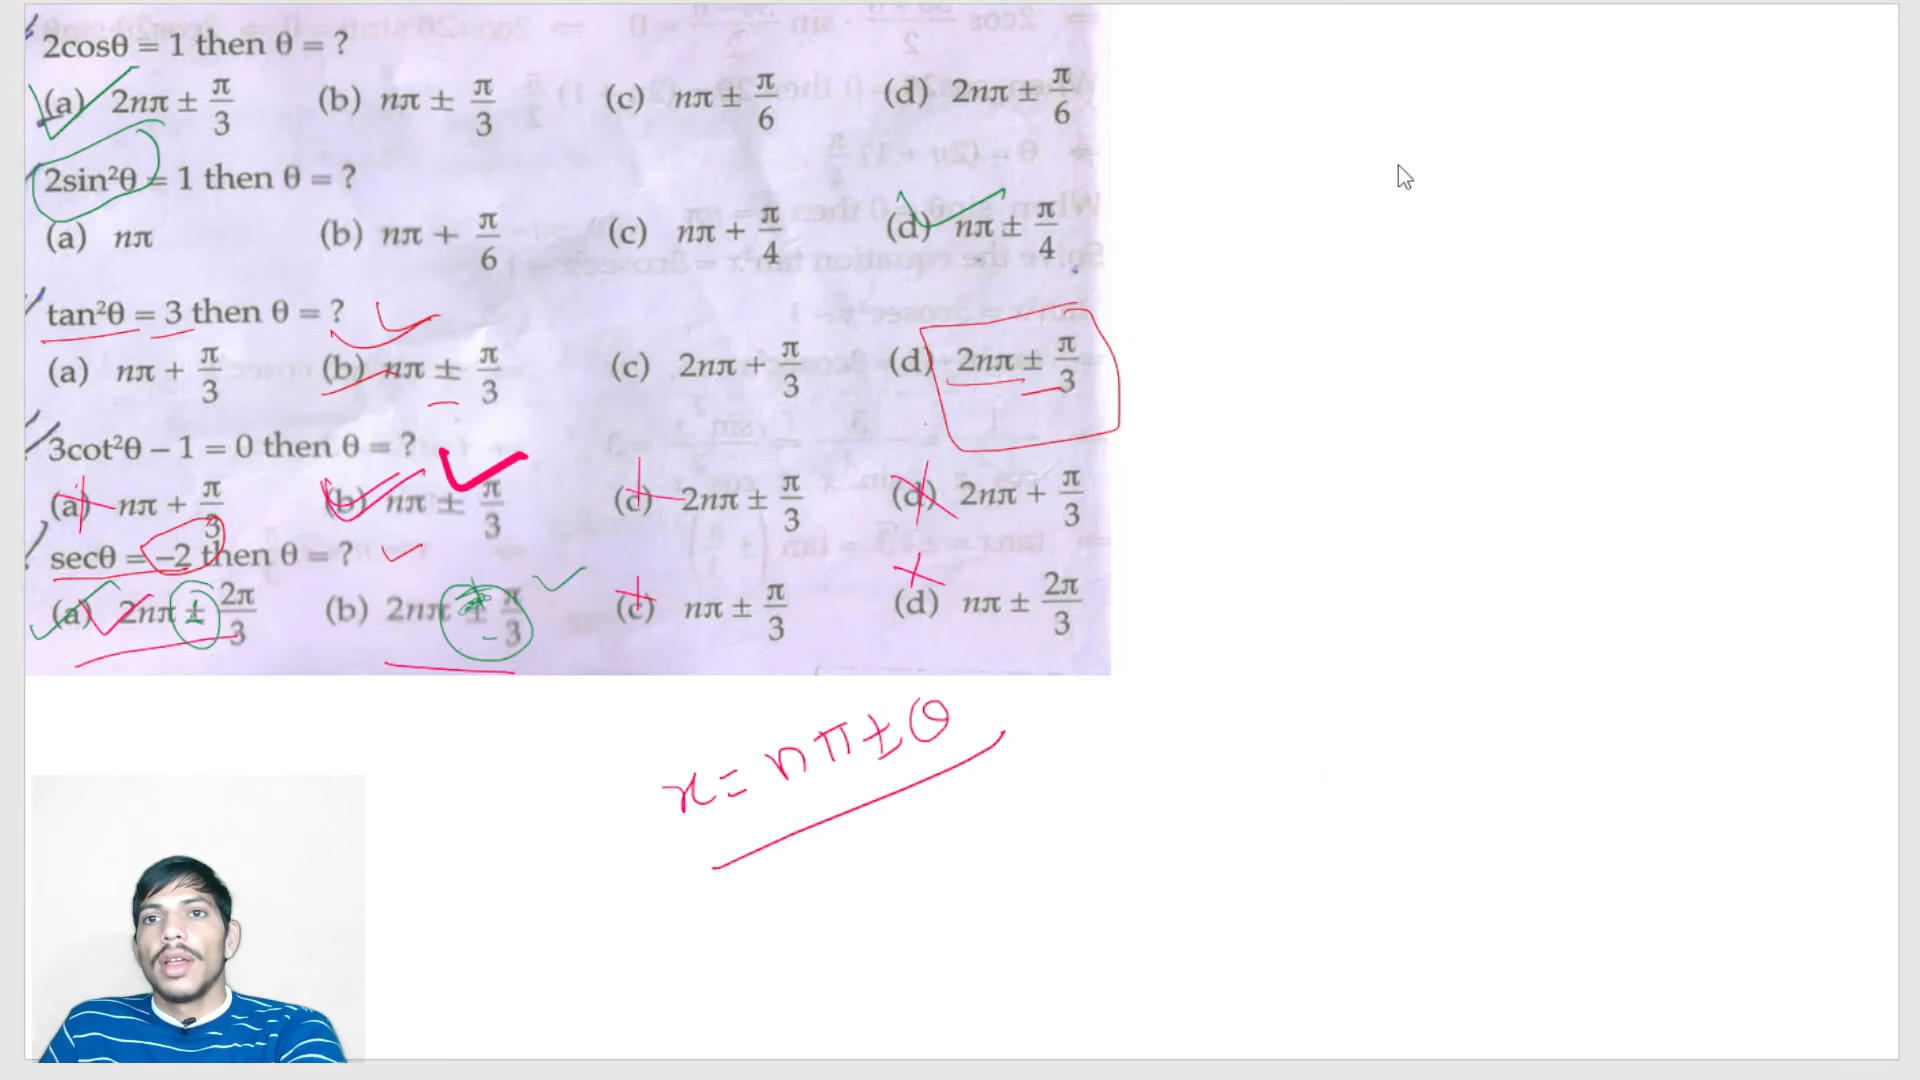 2cosθ = 1 then θ = ?
(a) 2nπ ± π/3 (b) nπ ± π/3 (c) nπ ± π/6 (d) 2nπ ± π/6
2sin²θ = 1 then θ = ?
(a) nπ (b) nπ + π/6 (c) nπ + π/4 (d) nπ ± π/4
tan²θ = 3 then θ = ?
(a) nπ + π/3 (b) nπ ± π/3 (c) 2nπ + π/3 (d) 2nπ ± π/3
3cot²θ – 1 = 0 then θ = ?
(a) nπ + π/3 (b) nπ ± π/3 (c) 2nπ ± π/3 (d) 2nπ + π/3
secθ = –2 then θ = ?
(a) 2nπ ± 2π/3 (b) 2nπ ± π/3 (c) nπ ± π/3 (d) nπ ± 2π/3
x = nπ ± θ